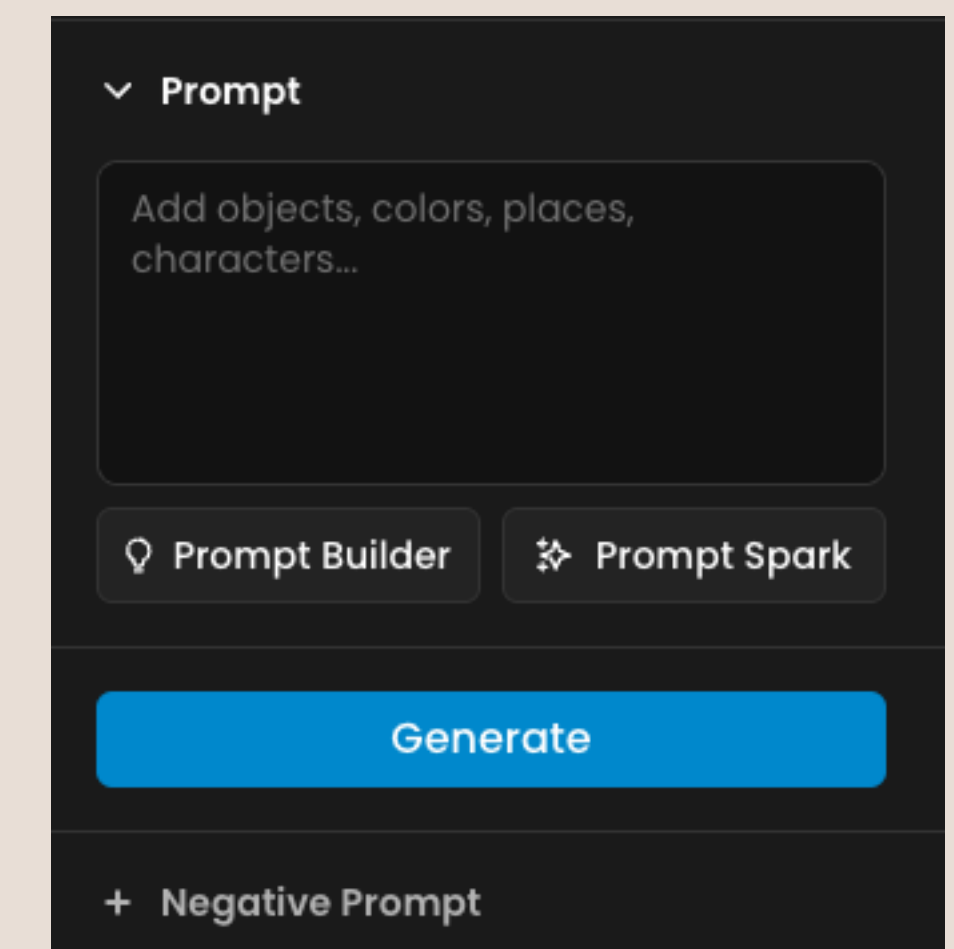 Prompt
Add objects, colors, places,
characters...
Prompt Builder
Prompt Spark
Generate
+ Negative Prompt